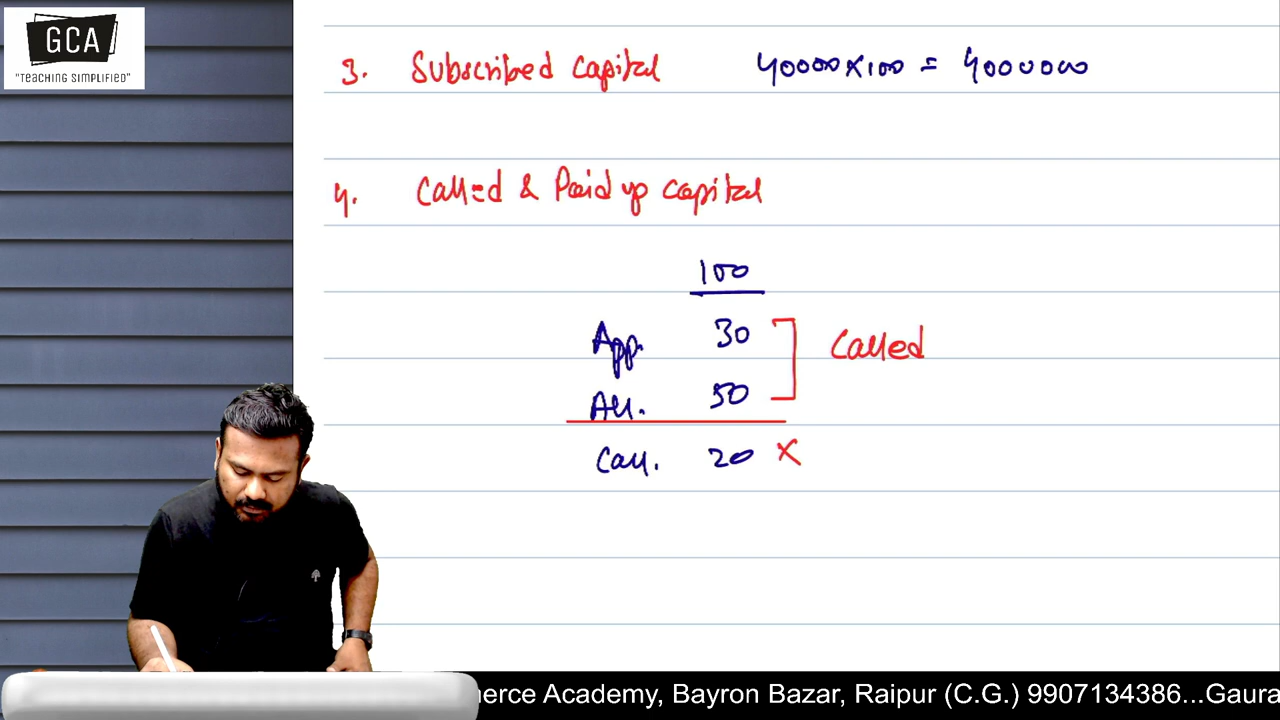 GCA
"TEACHING SIMPLIFIED"
3. Subscribed Capital 40000×100 = 4000000
4. Called & Paid up Capital
100
App. 30
Called
All. 50
Call. 20 ×
merce Academy, Bayron Bazar, Raipur (C.G.) 9907134386...Gaura